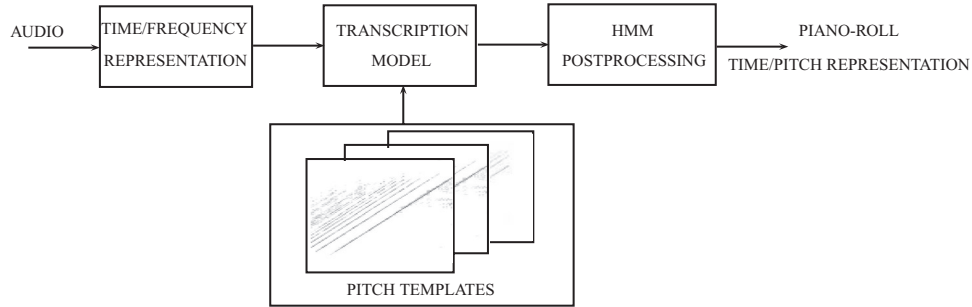 AUDIO
TIME/FREQUENCY
REPRESENTATION
TRANSCRIPTION
MODEL
HMM
POSTPROCESSING
PIANO-ROLL
TIME/PITCH REPRESENTATION
PITCH TEMPLATES